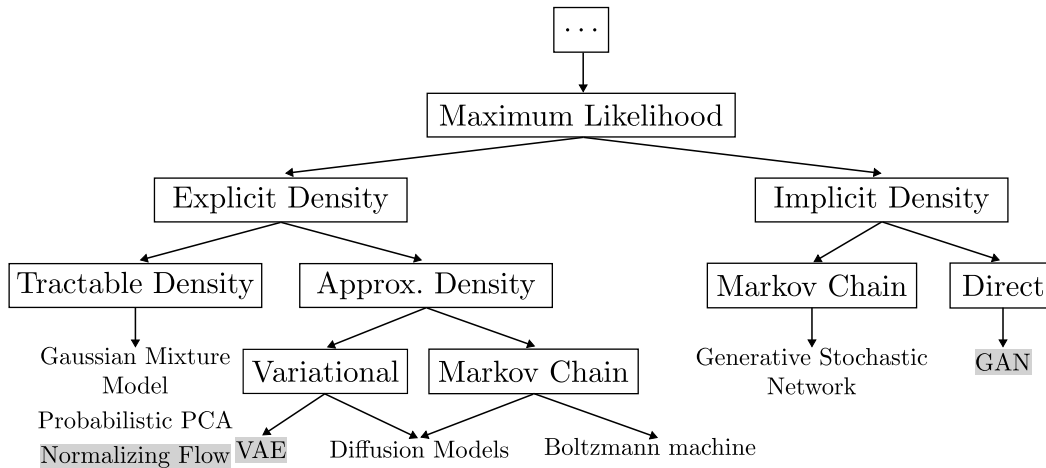 ...
Maximum Likelihood
Explicit Density
Implicit Density
Tractable Density
Approx. Density
Markov Chain
Direct
Gaussian Mixture
Model
Probabilistic PCA
Normalizing Flow
Variational
Markov Chain
Generative Stochastic
Network
GAN
VAE
Diffusion Models
Boltzmann machine